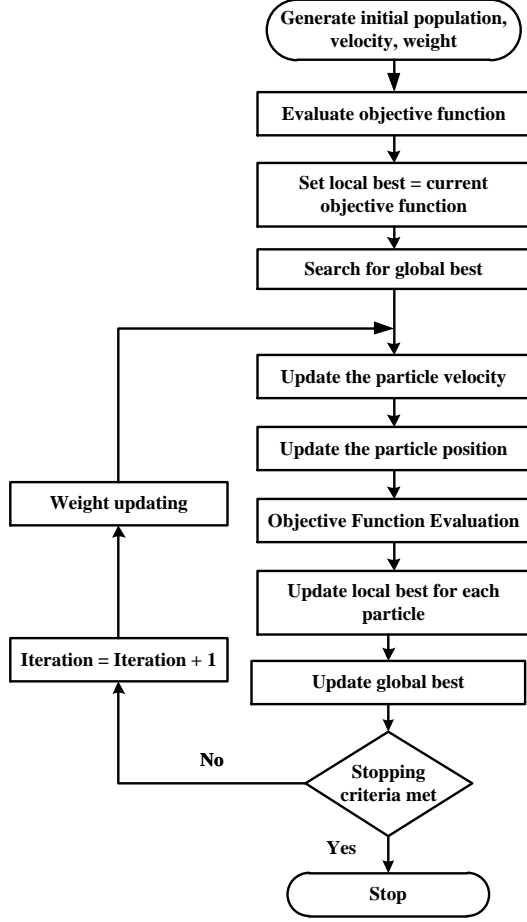 Generate initial population,
velocity, weight
Evaluate objective function
Set local best = current
objective function
Search for global best
Update the particle velocity
Update the particle position
Weight updating
Objective Function Evaluation
Update local best for each
particle
Iteration = Iteration + 1
Update global best
No
Stopping
criteria met
Yes
Stop